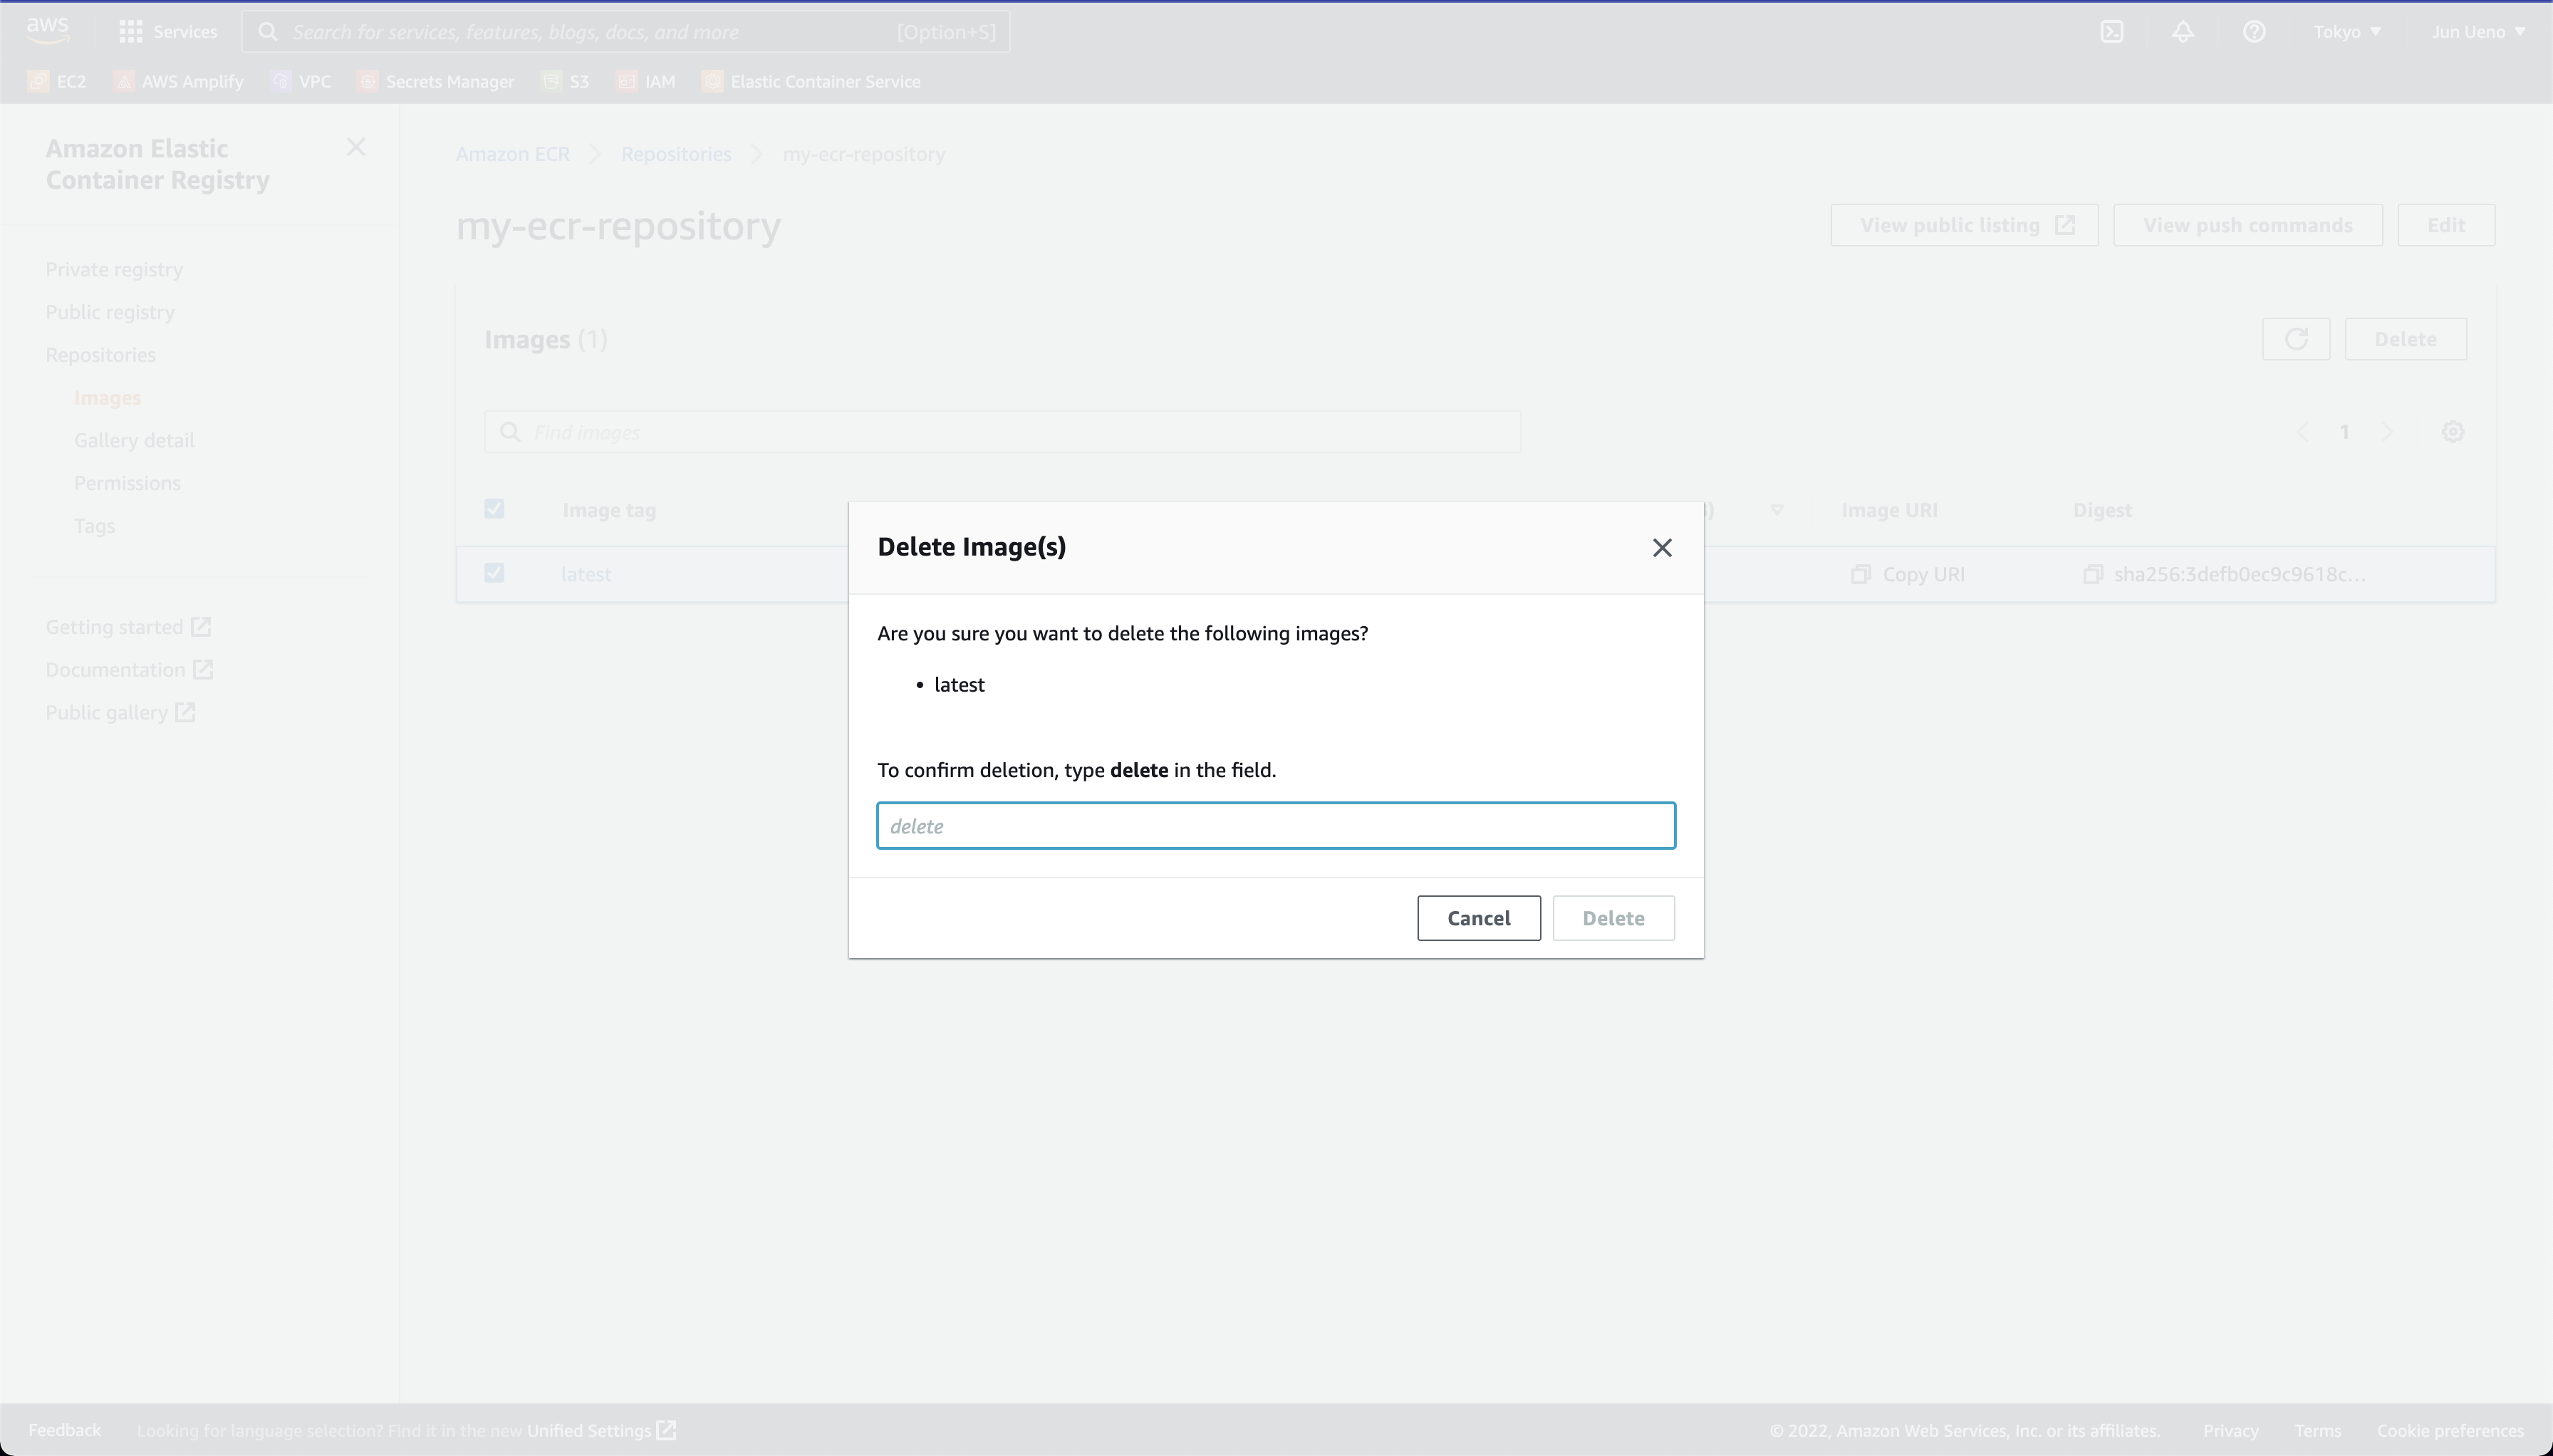 aws
Services
Search for services, features, blogs, docs, and more
[Option+S]
Tokyo
Jun Ueno
EC2
AWS Amplify
VPC
Secrets Manager
S3
IAM
Elastic Container Service
Amazon Elastic
Container Registry
Private registry
Public registry
Repositories
Images
Gallery detail
Permissions
Tags
Getting started
Documentation
Public gallery
Amazon ECR
Repositories
my-ecr-repository
my-ecr-repository
View public listing
View push commands
Edit
Images (1)
Delete
Find images
1
Image tag
Image URI
Digest
latest
Copy URI
sha256:3defb0ec9c9618c...
Delete Image(s)
Are you sure you want to delete the following images?
• latest
To confirm deletion, type delete in the field.
delete
Cancel
Delete
Feedback
Looking for language selection? Find it in the new Unified Settings
© 2022, Amazon Web Services, Inc. or its affiliates.
Privacy
Terms
Cookie preferences